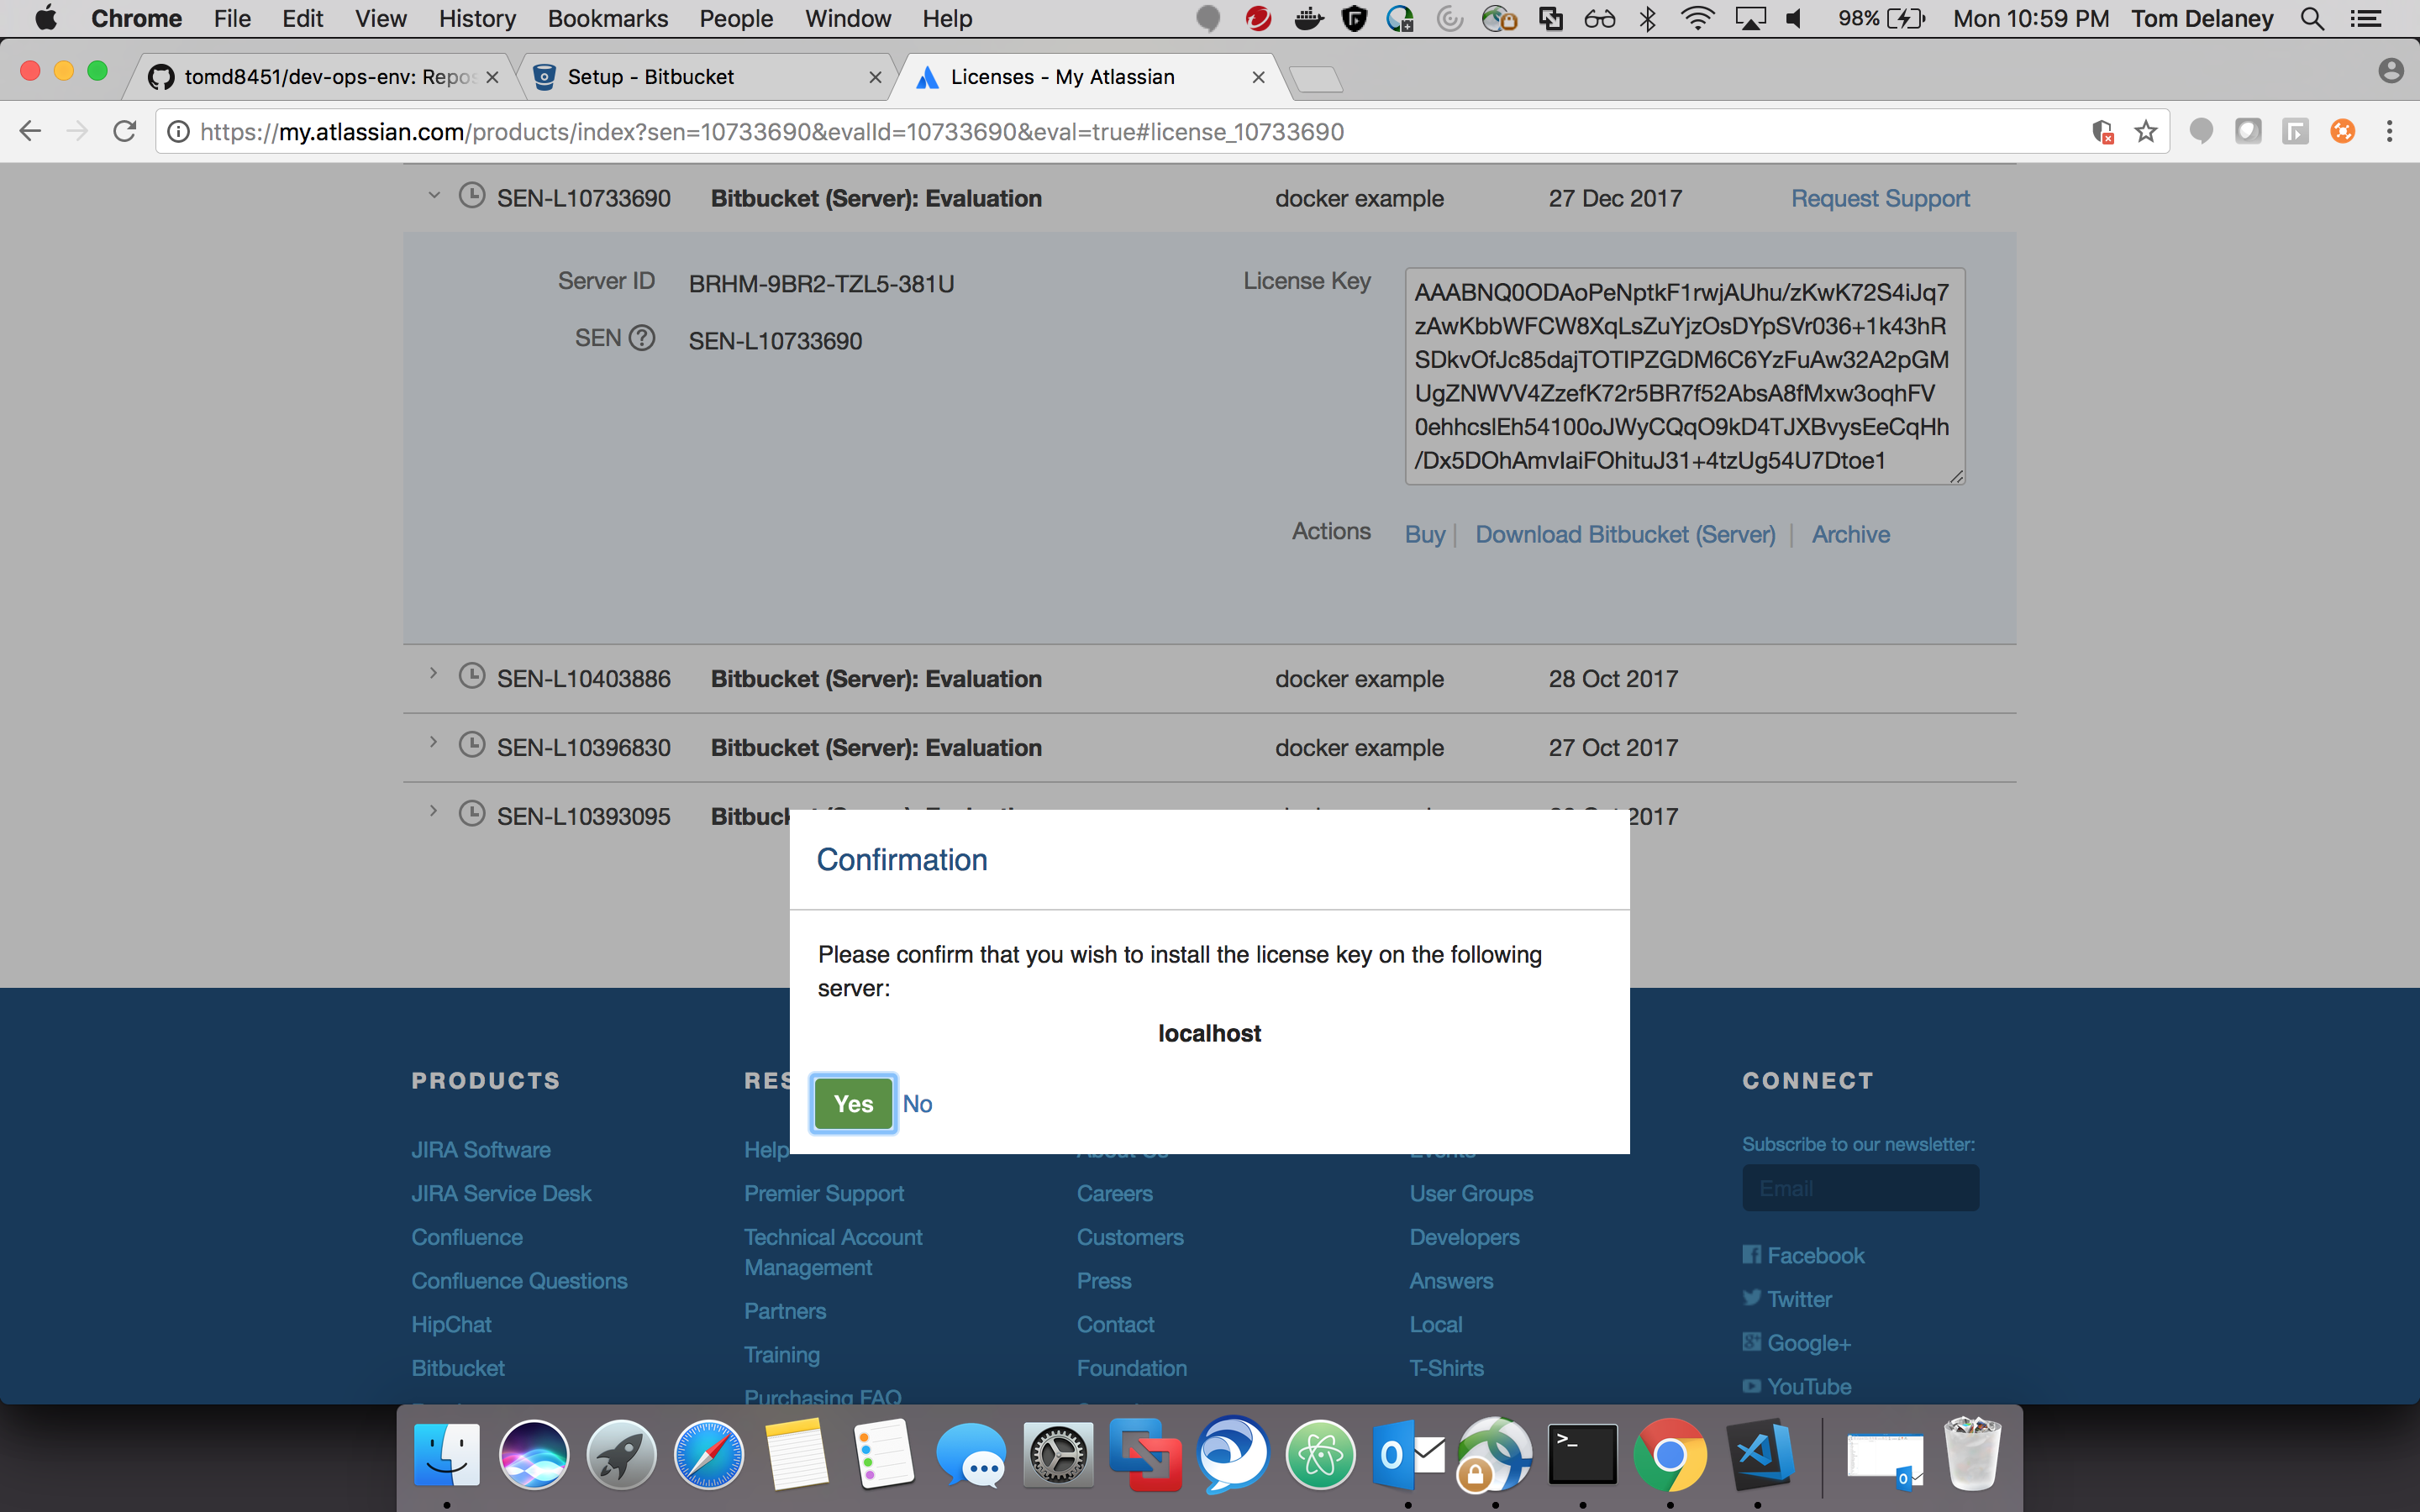 Chrome File Edit View History Bookmarks People Window Help 98% Mon 10:59 PM Tom Delaney
tomd8451/dev-ops-env: Repos Setup - Bitbucket Licenses - My Atlassian
https://my.atlassian.com/products/index?sen=10733690&evalId=10733690&eval=true#license_10733690
SEN-L10733690 Bitbucket (Server): Evaluation docker example 27 Dec 2017 Request Support
Server ID BRHM-9BR2-TZL5-381U
SEN ? SEN-L10733690
License Key
AAABNQ0ODAoPeNptkF1rwjAUhu/zKwK72S4iJq7
zAwKbbWFCW8XqLsZuYjzOsDYpSVr036+1k43hR
SDkvOfJc85dajTOTIPZGDM6C6YzFuAw32A2pGM
UgZNWVV4ZzefK72r5BR7f52AbsA8fMxw3oqhFV
0ehhcslEh54100oJWyCQqO9kD4TJXBvysEeCqHh
/Dx5DOhAmvlaiFOhituJ31+4tzUg54U7Dtoe1
Actions Buy | Download Bitbucket (Server) | Archive
SEN-L10403886 Bitbucket (Server): Evaluation docker example 28 Oct 2017
SEN-L10396830 Bitbucket (Server): Evaluation docker example 27 Oct 2017
SEN-L10393095 2017
Confirmation
Please confirm that you wish to install the license key on the following
server:
localhost
Yes No
PRODUCTS
JIRA Software
JIRA Service Desk
Confluence
Confluence Questions
HipChat
Bitbucket
Help
Premier Support
Technical Account
Management
Partners
Training
Purchasing FAQ
Careers
Customers
Press
Contact
Foundation
Events
User Groups
Developers
Answers
Local
T-Shirts
CONNECT
Subscribe to our newsletter:
Email
Facebook
Twitter
Google+
YouTube